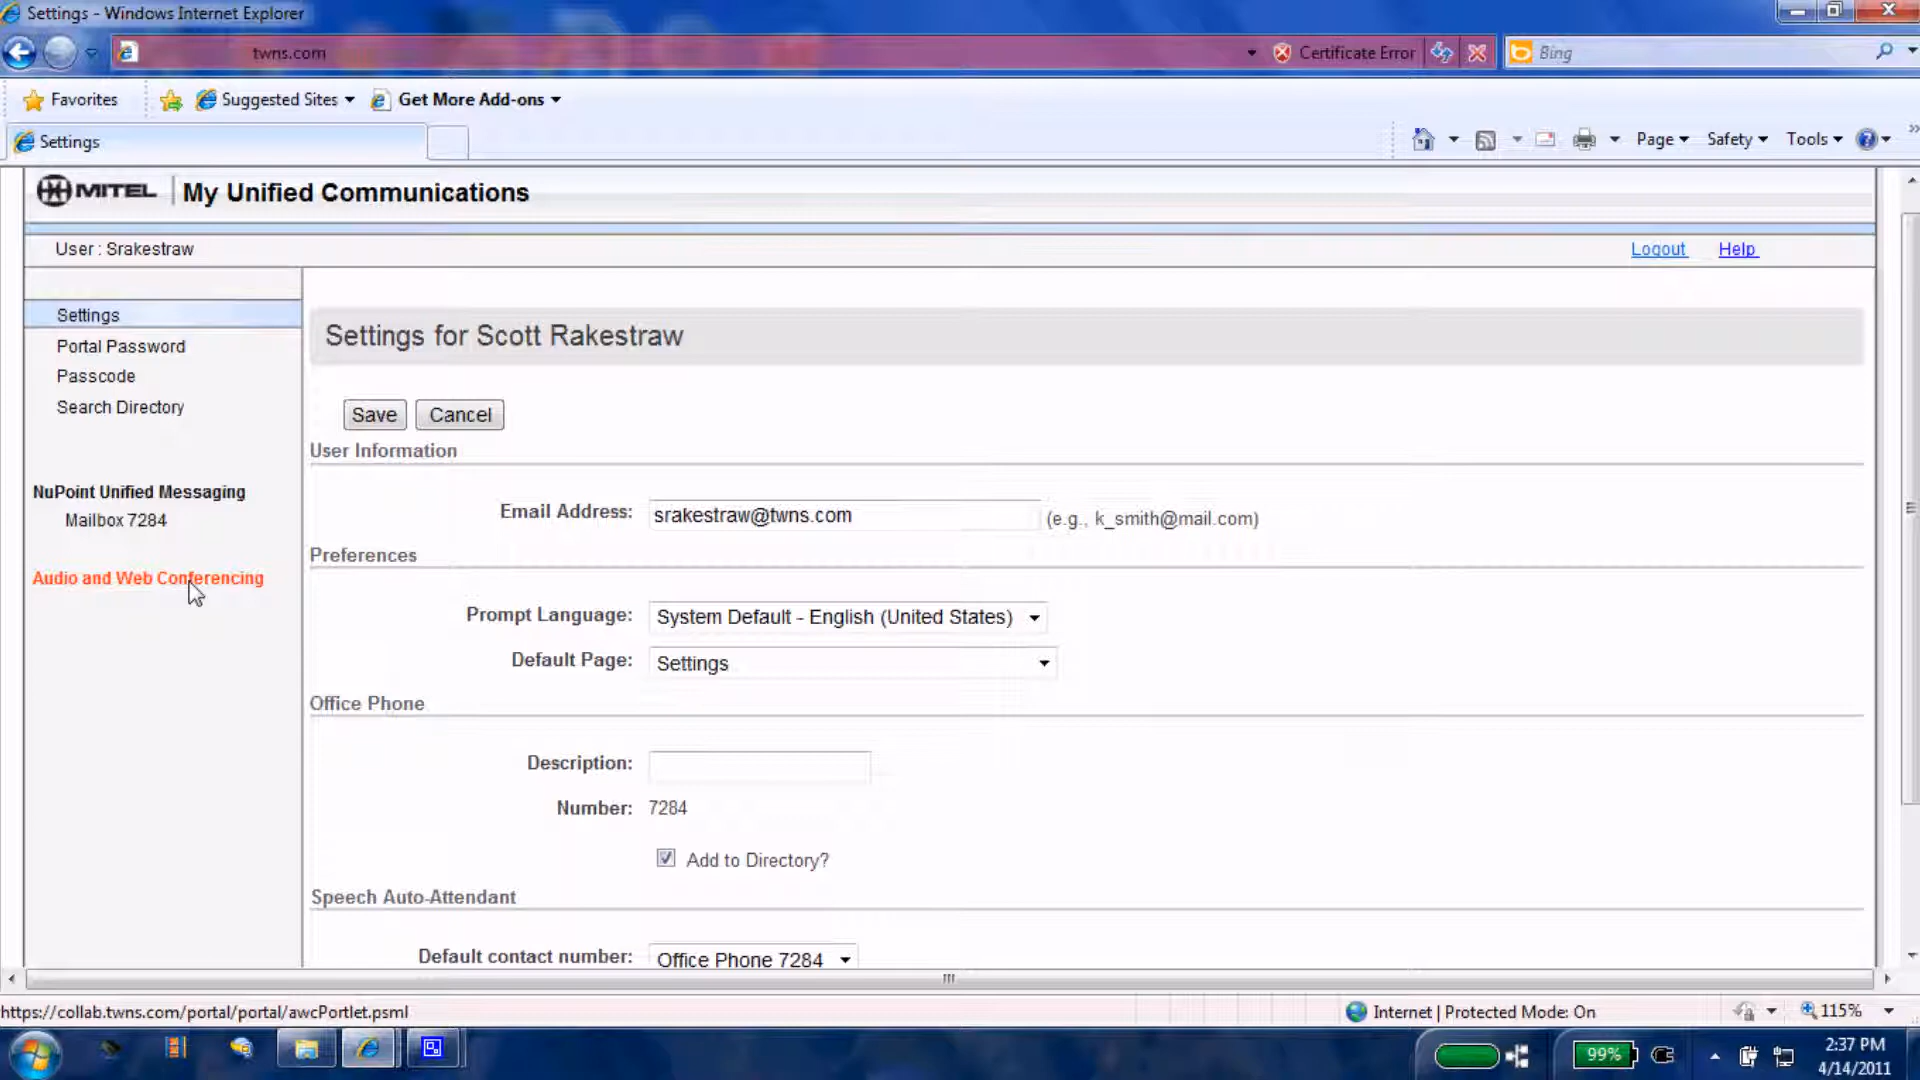 Settings - Windows Internet Explorer
twns.com
Certificate Error
Bing
Favorites
Suggested Sites
Get More Add-ons
Settings
Page
Safety
Tools
MITEL | My Unified Communications
User : Srakestraw
Logout
Help
Settings
Portal Password
Passcode
Search Directory
NuPoint Unified Messaging
Mailbox 7284
Audio and Web Conferencing
Settings for Scott Rakestraw
Save
Cancel
User Information
Email Address: srakestraw@twns.com (e.g., k_smith@mail.com)
Preferences
Prompt Language: System Default - English (United States)
Default Page: Settings
Office Phone
Description:
Number: 7284
Add to Directory?
Speech Auto-Attendant
Default contact number: Office Phone 7284
https://collab.twns.com/portal/portal/awcPortlet.psml
Internet | Protected Mode: On
115%
99%
2:37 PM
4/14/2011